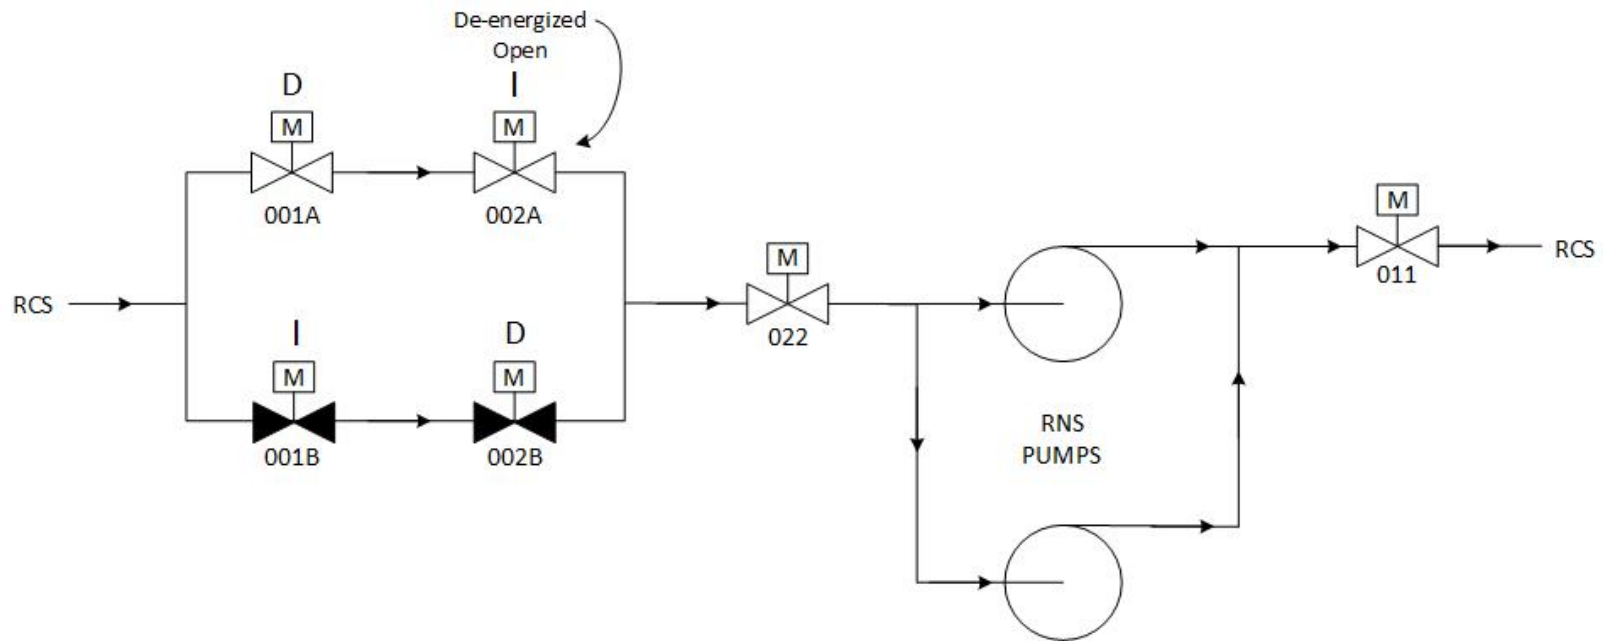 De-energized
Open
D
I
M
M
001A
002A
RCS
I
D
M
M
001B
002B
M
022
RNS
PUMPS
M
011
RCS